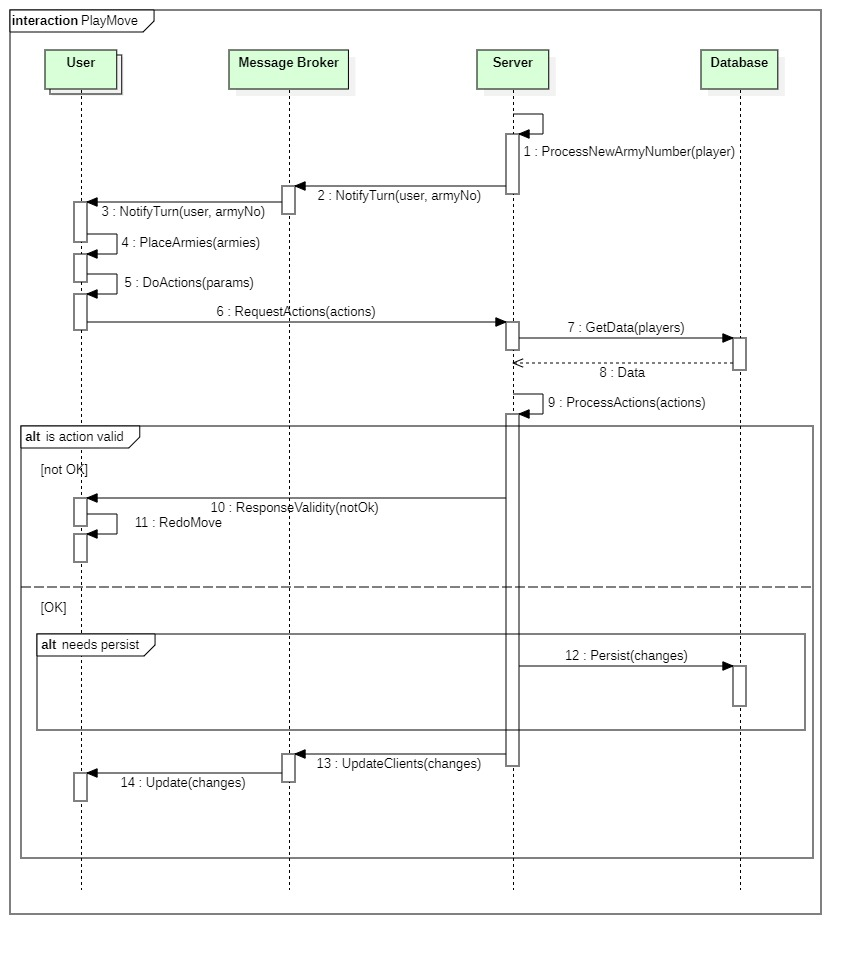 interaction PlayMove
User
Message Broker
Server
Database
1 : ProcessNewArmyNumber(player)
2 : NotifyTurn(user, armyNo)
3 : NotifyTurn(user, armyNo)
4 : PlaceArmies(armies)
5 : DoActions(params)
6 : RequestActions(actions)
7 : GetData(players)
8 : Data
9 : ProcessActions(actions)
alt is action valid
[not OK]
10 : ResponseValidity(notOk)
11 : RedoMove
[OK]
alt needs persist
12 : Persist(changes)
13 : UpdateClients(changes)
14 : Update(changes)